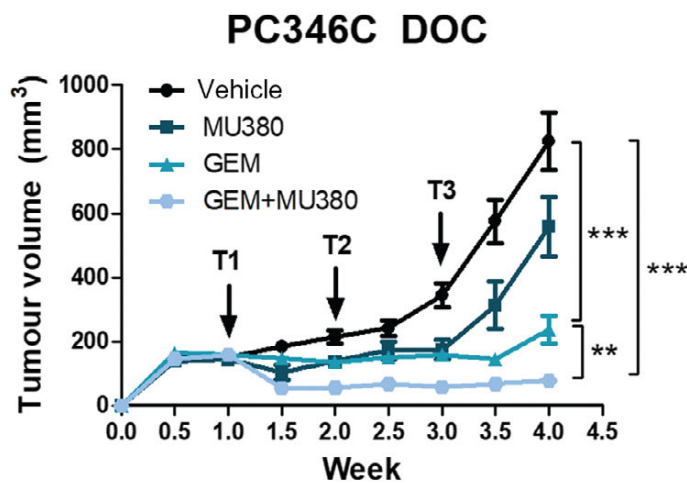 PC346C DOC
Tumour volume (mm³)
1000
800
600
400
200
0
Vehicle
MU380
GEM
GEM+MU380
T1
T2
T3
***
***
**
0.0 0.5 1.0 1.5 2.0 2.5 3.0 3.5 4.0 4.5
Week